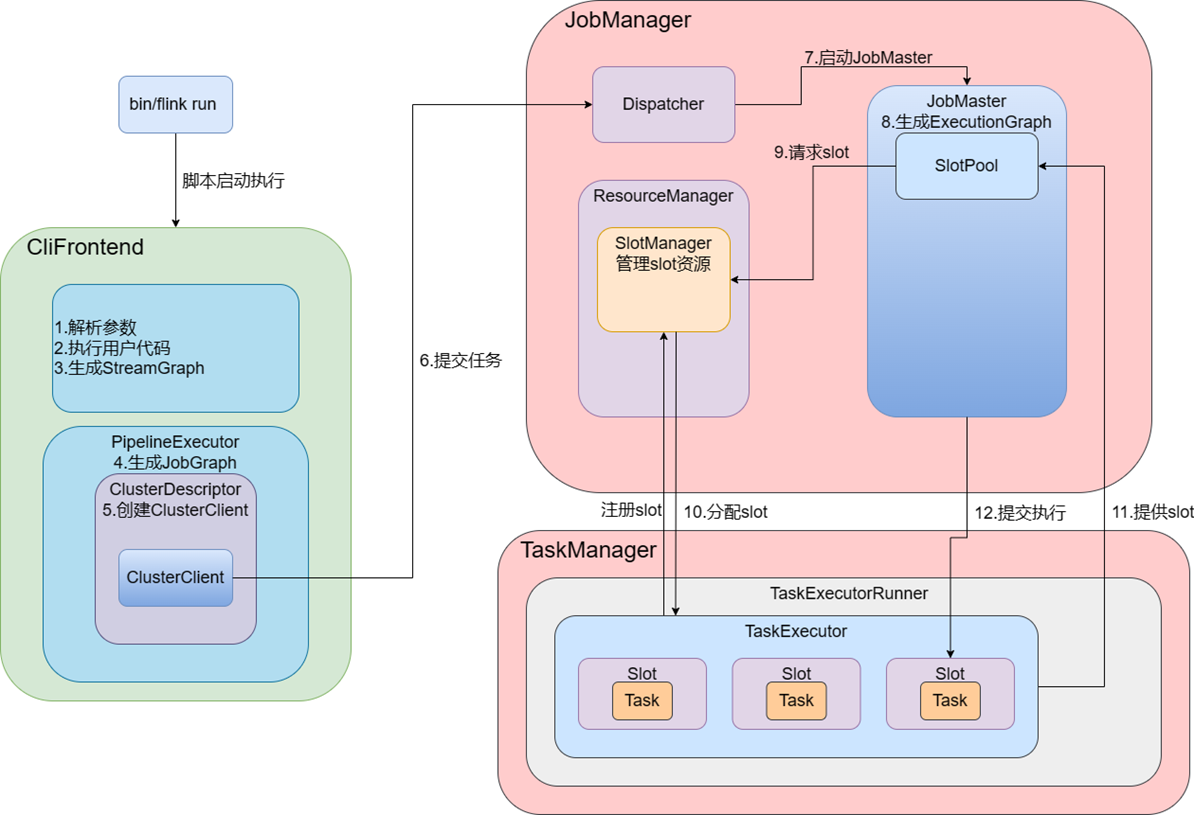 bin/flink run
脚本启动执行
CliFrontend
1.解析参数
2.执行用户代码
3.生成StreamGraph
PipelineExecutor
4.生成JobGraph
ClusterDescriptor
5.创建ClusterClient
ClusterClient
6.提交任务
JobManager
Dispatcher
7.启动JobMaster
JobMaster
8.生成ExecutionGraph
SlotPool
9.请求slot
ResourceManager
SlotManager
管理slot资源
注册slot
10.分配slot
12.提交执行
11.提供slot
TaskManager
TaskExecutorRunner
TaskExecutor
Slot
Task
Slot
Task
Slot
Task